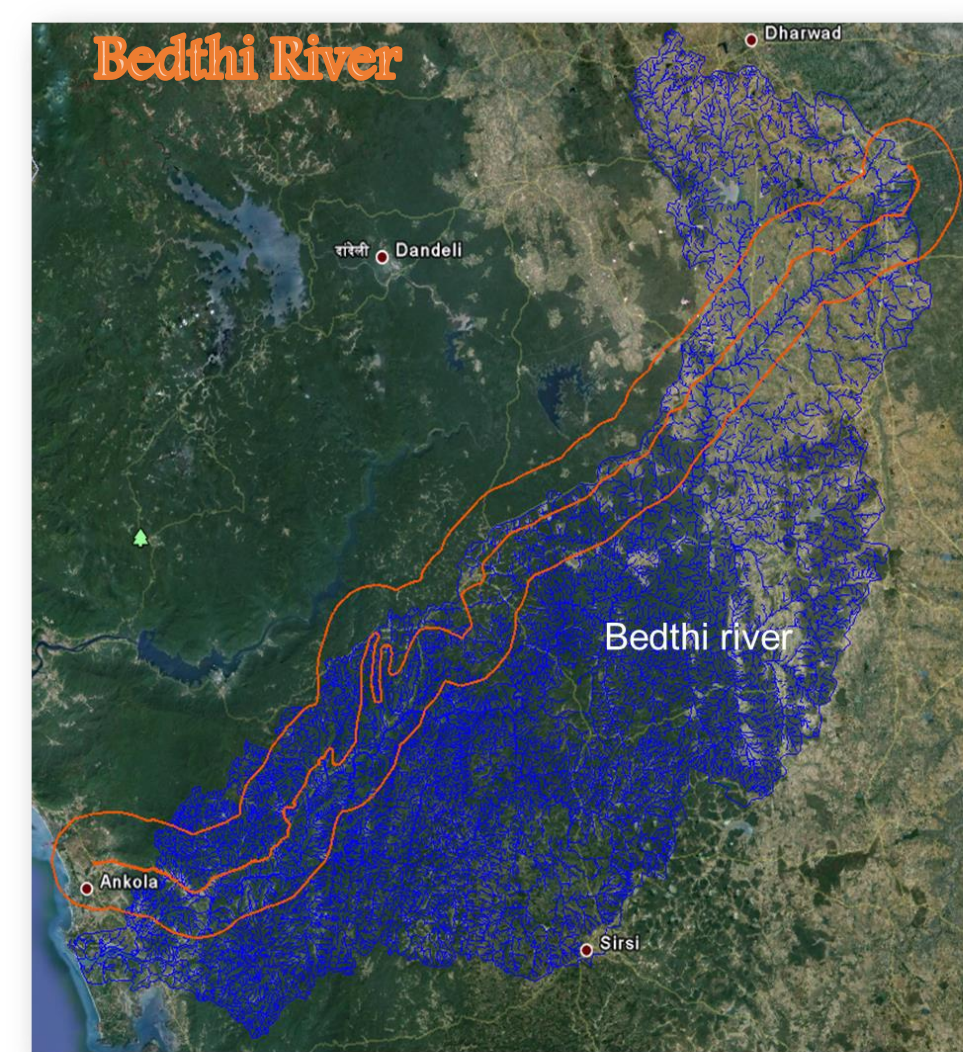 Bedthi River
Dharwad
दांदेली Dandeli
Bedthi river
Ankola
Sirsi